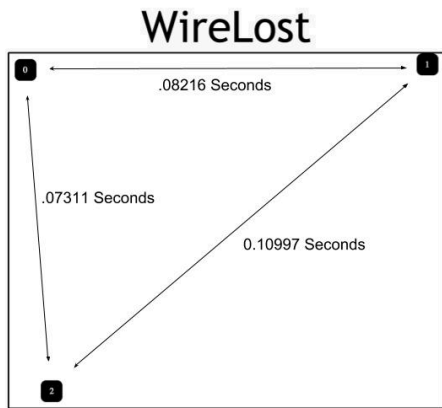 WireLost
0
1
.08216 Seconds
.07311 Seconds
0.10997 Seconds
2